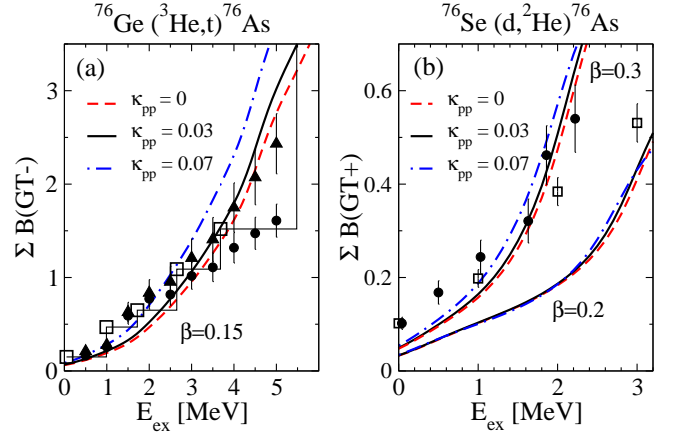 ⁷⁶Ge (³He,t) ⁷⁶As
(a)
κpp = 0
κpp = 0.03
κpp = 0.07
β=0.15
Σ B(GT-)
3
2
1
0
0 1 2 3 4 5
E_ex [MeV]
⁷⁶Se (d,²He) ⁷⁶As
(b)
β=0.3
κpp = 0
κpp = 0.03
κpp = 0.07
β=0.2
Σ B(GT+)
0.6
0.4
0.2
0
0 1 2 3
E_ex [MeV]